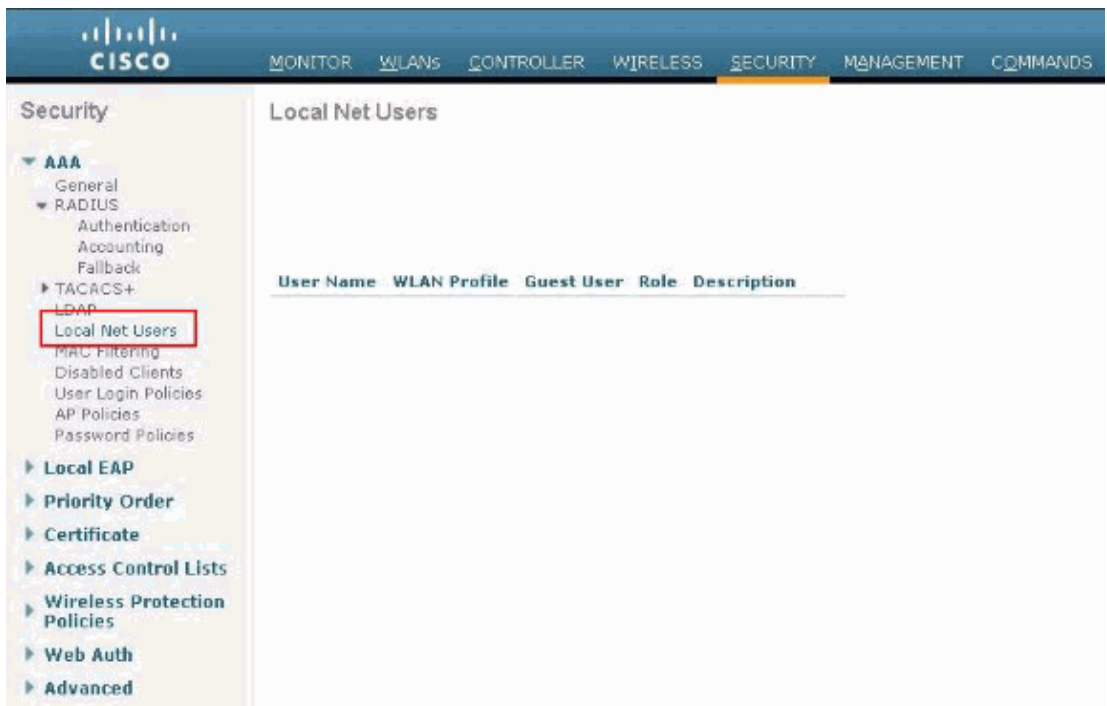 CISCO
MONITOR WLANs CONTROLLER WIRELESS SECURITY MANAGEMENT COMMANDS
Security
AAA
General
RADIUS
Authentication
Accounting
Fallback
TACACS+
LDAP
Local Net Users
MAC Filtering
Disabled Clients
User Login Policies
AP Policies
Password Policies
Local EAP
Priority Order
Certificate
Access Control Lists
Wireless Protection
Policies
Web Auth
Advanced
Local Net Users
User Name WLAN Profile Guest User Role Description